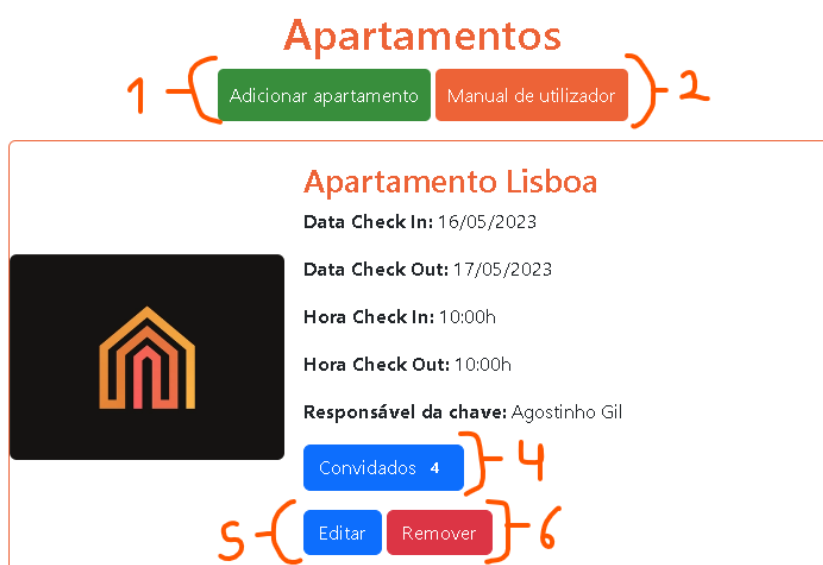 Apartamentos
1 Adicionar apartamento Manual de utilizador 2
Apartamento Lisboa
Data Check In: 16/05/2023
Data Check Out: 17/05/2023
Hora Check In: 10:00h
Hora Check Out: 10:00h
Responsável da chave: Agostinho Gil
Convidados 4 4
5 Editar Remover 6